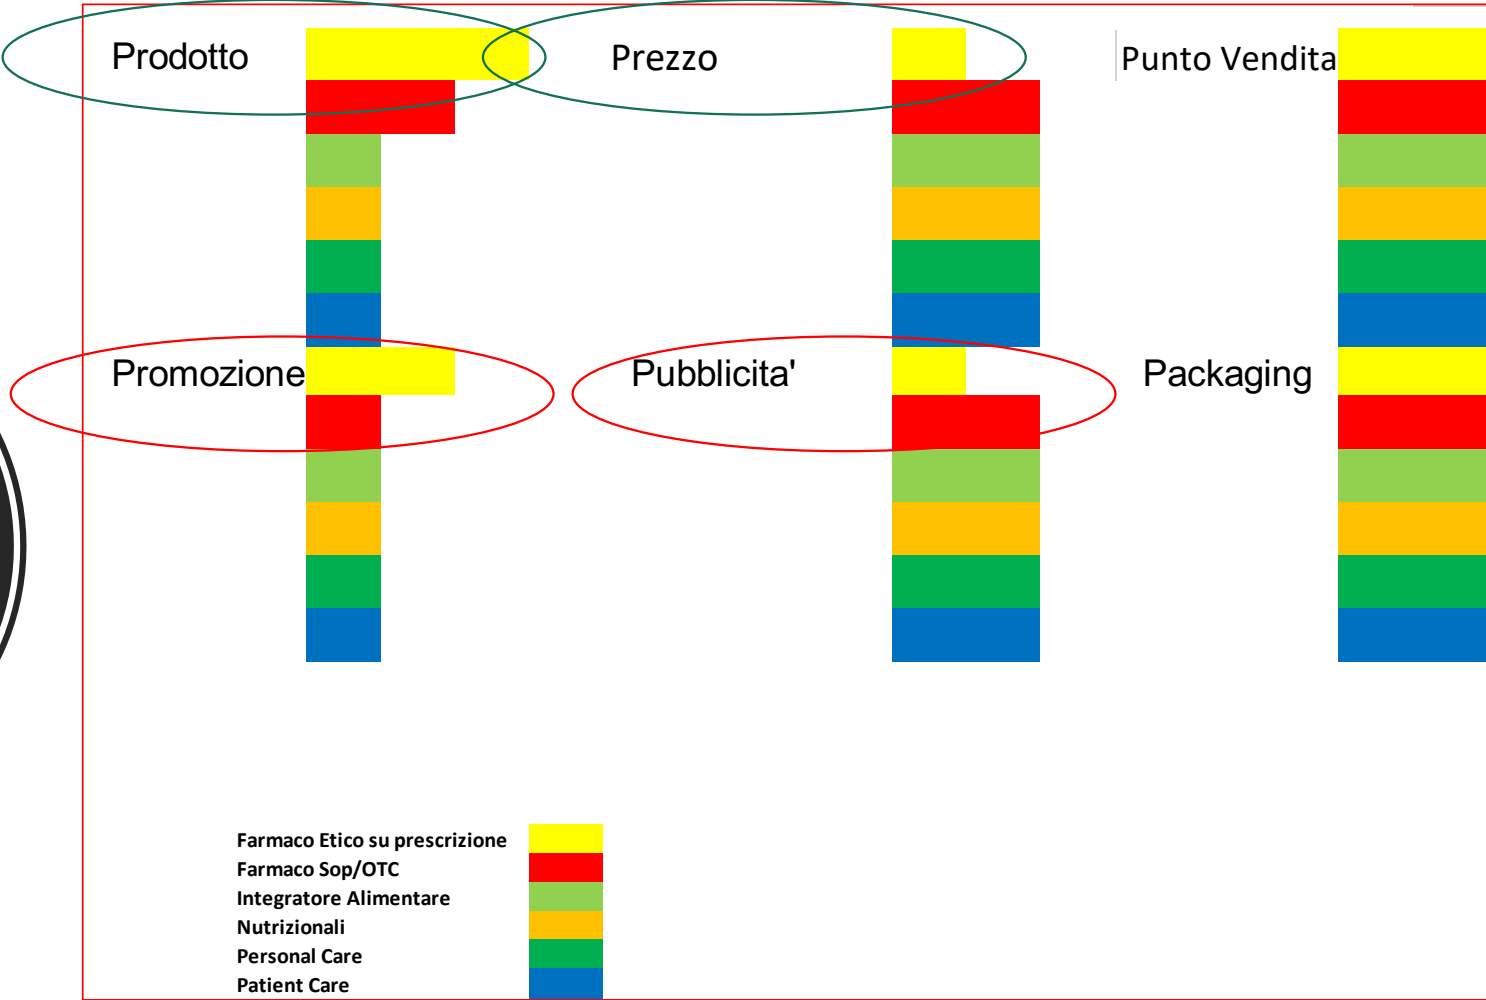 Prodotto
Prezzo
Punto Vendita
Promozione
Pubblicita'
Packaging
Farmaco Etico su prescrizione
Farmaco Sop/OTC
Integratore Alimentare
Nutrizionali
Personal Care
Patient Care